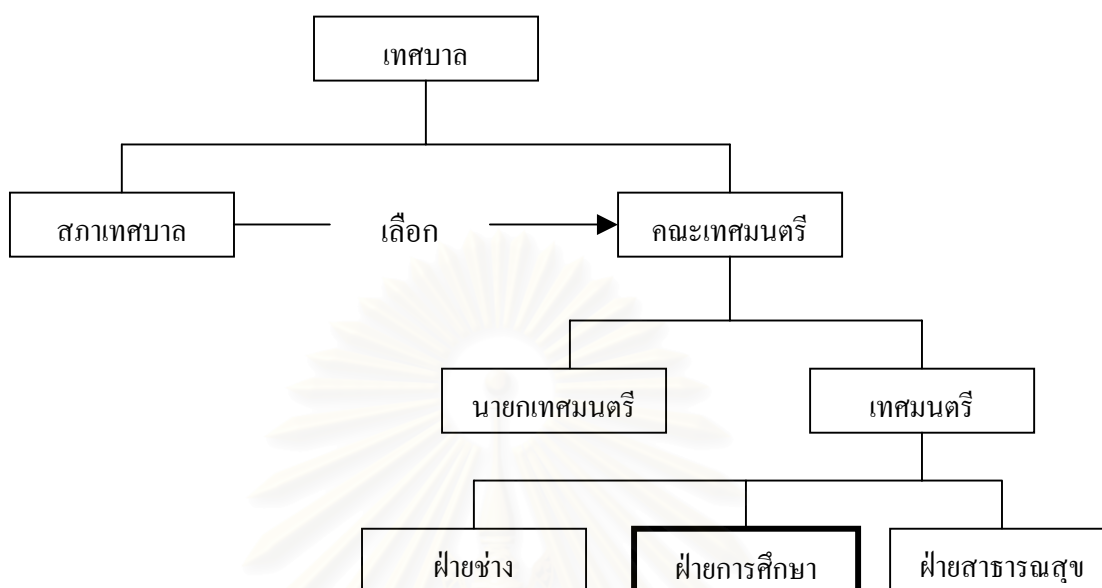 เทศบาล
สภาเทศบาล เลือก คณะเทศมนตรี
นายกเทศมนตรี เทศมนตรี
ฝ่ายช่าง ฝ่ายการศึกษา ฝ่ายสาธารณสุข